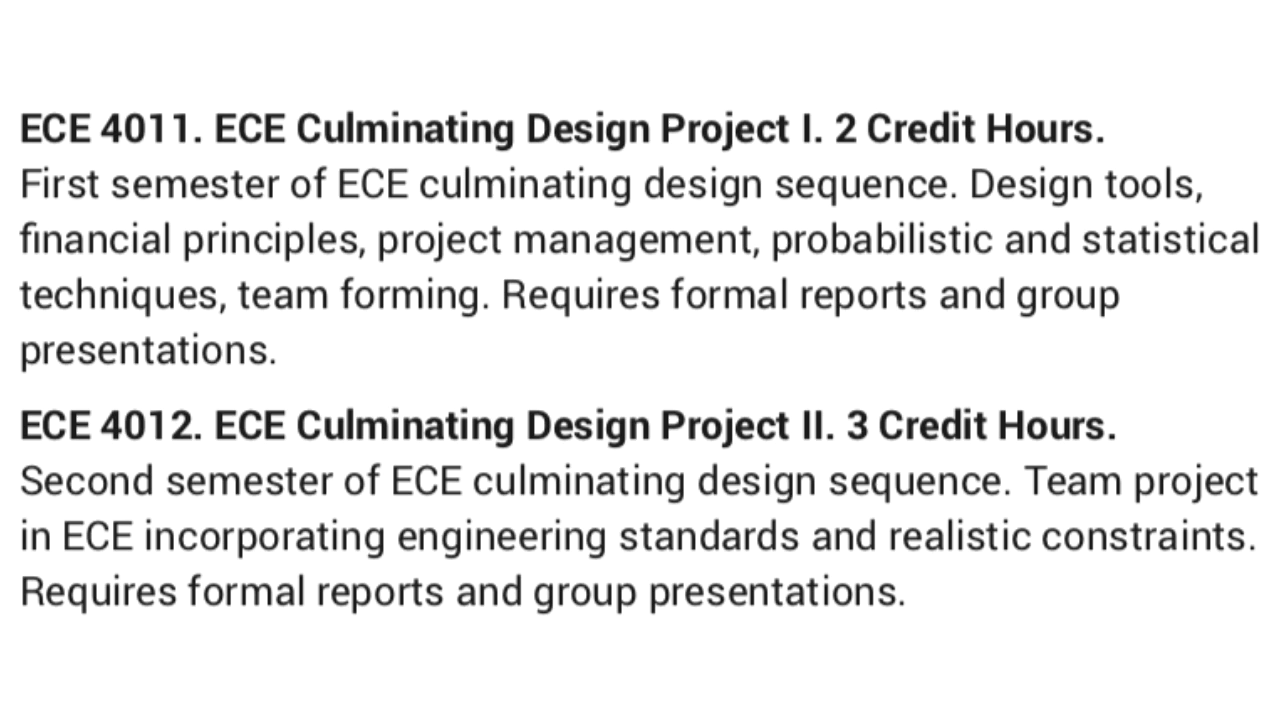 ECE 4011. ECE Culminating Design Project I. 2 Credit Hours.
First semester of ECE culminating design sequence. Design tools,
financial principles, project management, probabilistic and statistical
techniques, team forming. Requires formal reports and group
presentations.
ECE 4012. ECE Culminating Design Project II. 3 Credit Hours.
Second semester of ECE culminating design sequence. Team project
in ECE incorporating engineering standards and realistic constraints.
Requires formal reports and group presentations.